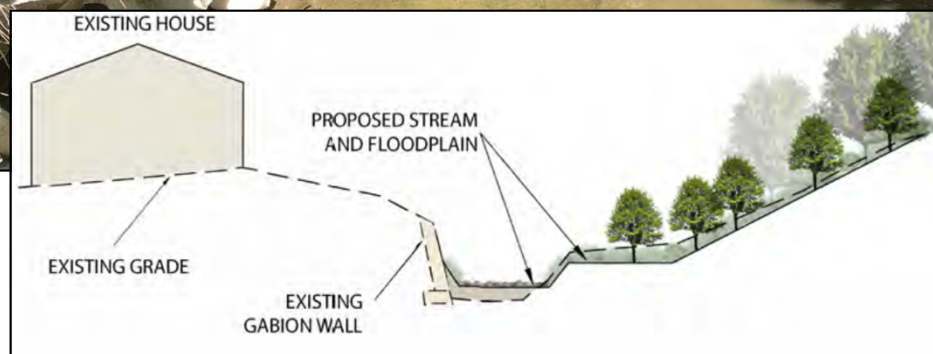 EXISTING HOUSE
PROPOSED STREAM
AND FLOODPLAIN
EXISTING GRADE
EXISTING
GABION WALL